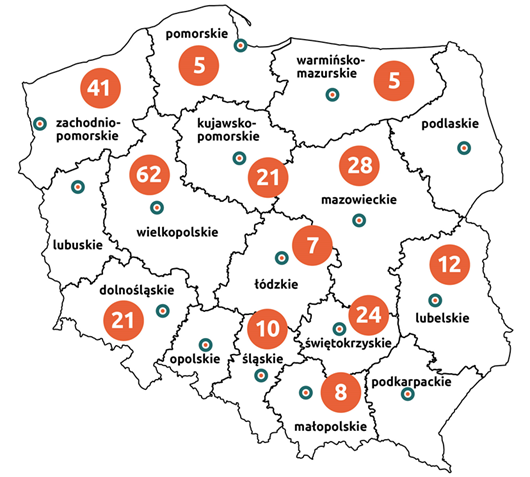 pomorskie
5
warmińsko-
mazurskie
5
41
zachodnio-
pomorskie
kujawsko-
pomorskie
21
podlaskie
62
wielkopolskie
28
mazowieckie
lubuskie
7
łódzkie
12
lubelskie
dolnośląskie
21
opolskie
10
śląskie
24
świętokrzyskie
8
małopolskie
podkarpackie